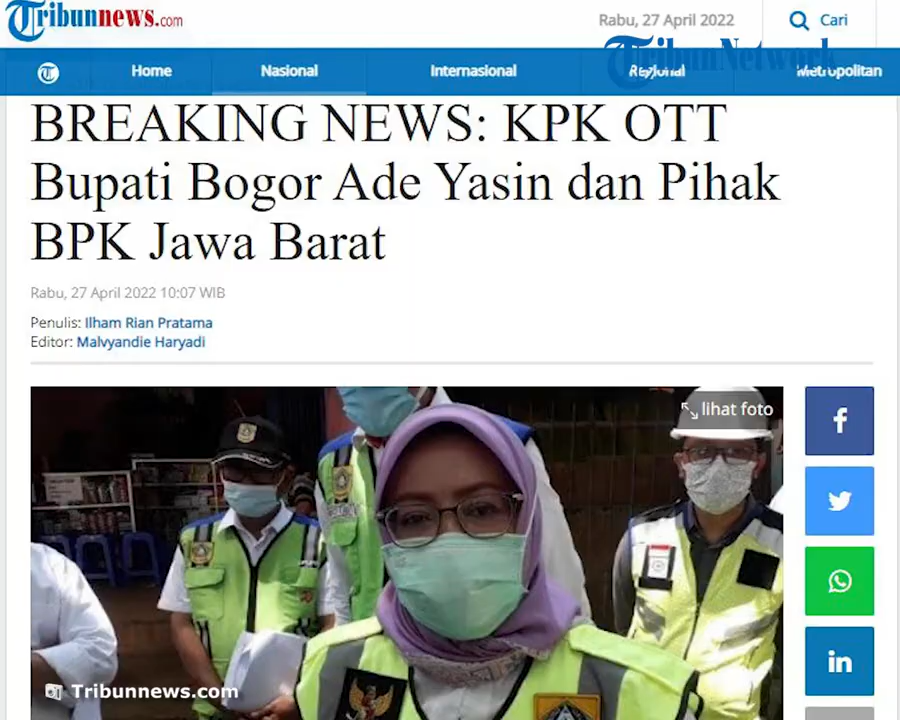 Tribunnews.com
Rabu, 27 April 2022
Cari
TribunNetwork
Home
Nasional
Internasional
Regional
Metropolitan
BREAKING NEWS: KPK OTT
Bupati Bogor Ade Yasin dan Pihak
BPK Jawa Barat
Rabu, 27 April 2022 10:07 WIB
Penulis: Ilham Rian Pratama
Editor: Malvyandie Haryadi
lihat foto
Tribunnews.com